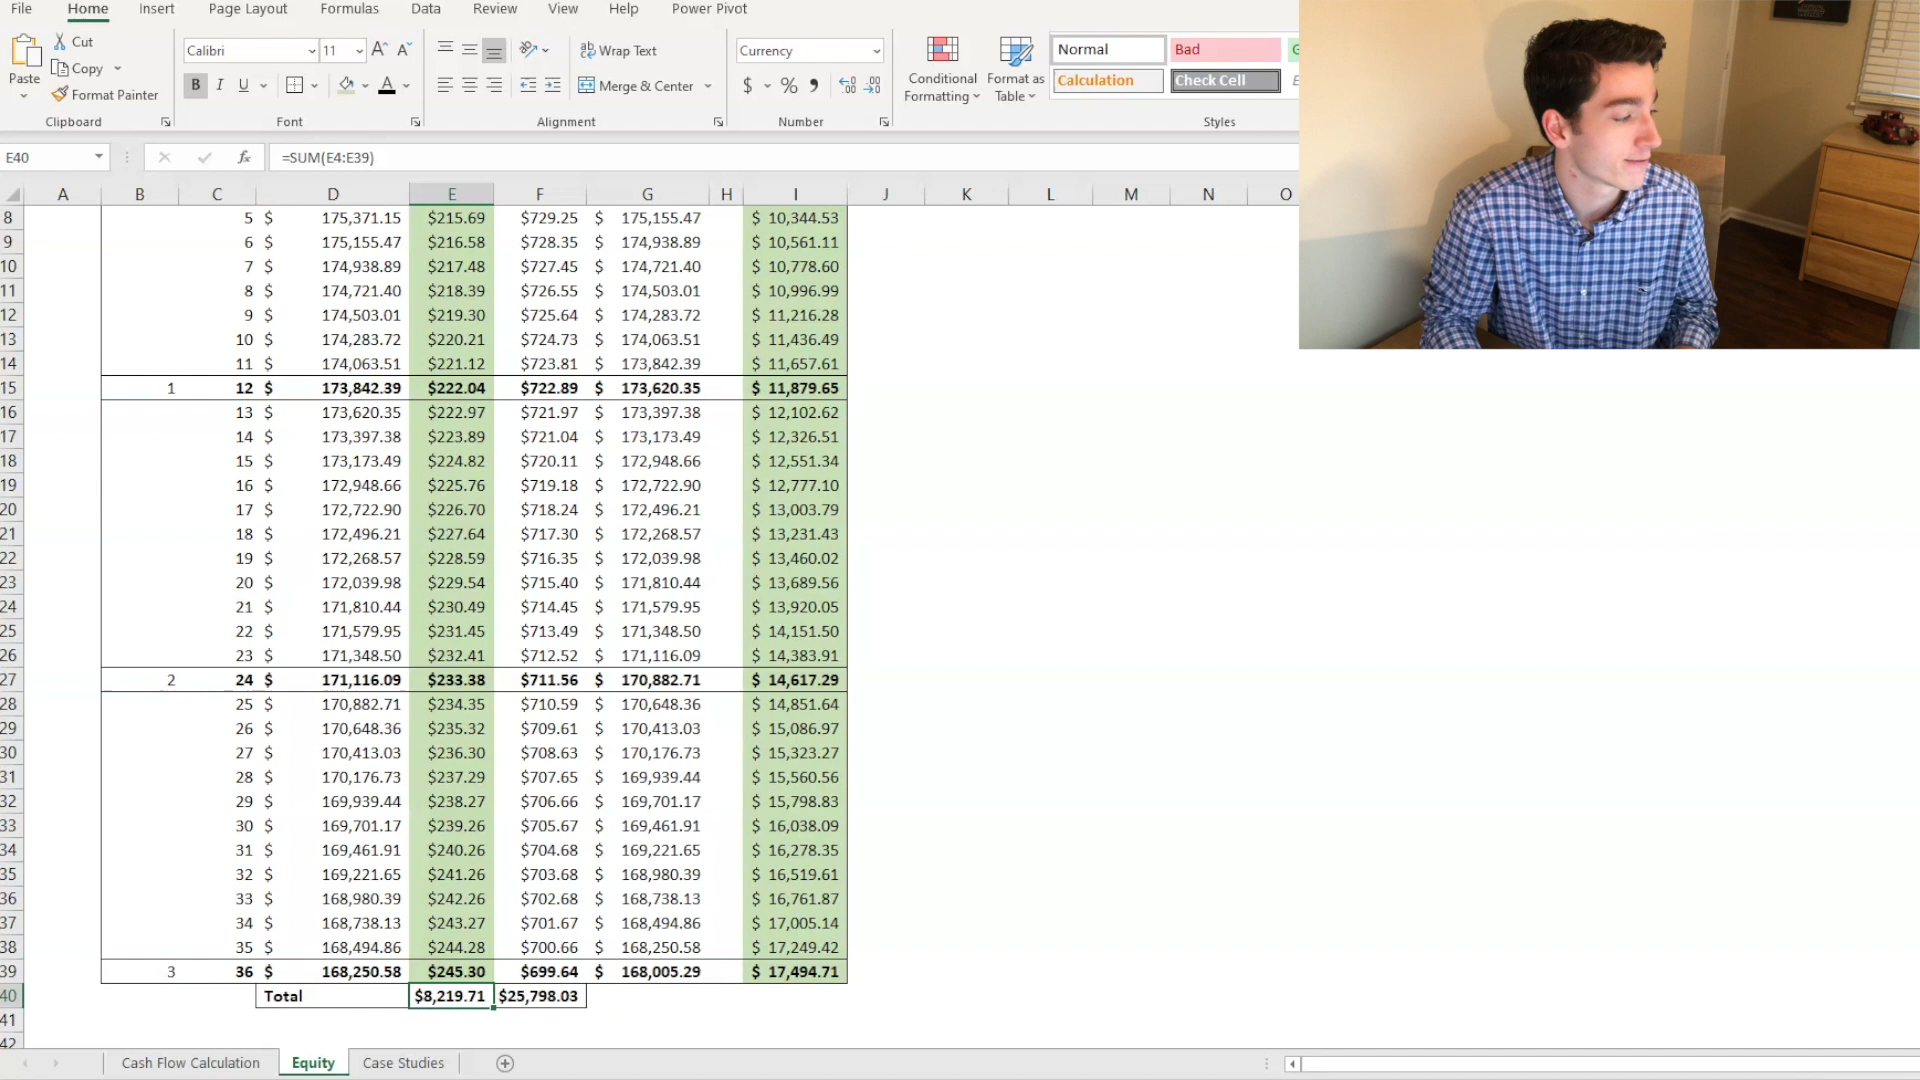 File Home Insert Page Layout Formulas Data Review View Help Power Pivot
Cut
Calibri 11 A A
Wrap Text
Currency
Normal
Bad
Paste
Copy
B I U
A
Merge & Center
$ % ,
Conditional Formatting
Format as Table
Calculation
Check Cell
Format Painter
Clipboard Font Alignment Number Styles
E40 fx =SUM(E4:E39)
A B C D E F G H I J K L M N O
8 5 $ 175,371.15 $215.69 $729.25 $ 175,155.47 $ 10,344.53
9 6 $ 175,155.47 $216.58 $728.35 $ 174,938.89 $ 10,561.11
10 7 $ 174,938.89 $217.48 $727.45 $ 174,721.40 $ 10,778.60
11 8 $ 174,721.40 $218.39 $726.55 $ 174,503.01 $ 10,996.99
12 9 $ 174,503.01 $219.30 $725.64 $ 174,283.72 $ 11,216.28
13 10 $ 174,283.72 $220.21 $724.73 $ 174,063.51 $ 11,436.49
14 11 $ 174,063.51 $221.12 $723.81 $ 173,842.39 $ 11,657.61
15 1 12 $ 173,842.39 $222.04 $722.89 $ 173,620.35 $ 11,879.65
16 13 $ 173,620.35 $222.97 $721.97 $ 173,397.38 $ 12,102.62
17 14 $ 173,397.38 $223.89 $721.04 $ 173,173.49 $ 12,326.51
18 15 $ 173,173.49 $224.82 $720.11 $ 172,948.66 $ 12,551.34
19 16 $ 172,948.66 $225.76 $719.18 $ 172,722.90 $ 12,777.10
20 17 $ 172,722.90 $226.70 $718.24 $ 172,496.21 $ 13,003.79
21 18 $ 172,496.21 $227.64 $717.30 $ 172,268.57 $ 13,231.43
22 19 $ 172,268.57 $228.59 $716.35 $ 172,039.98 $ 13,460.02
23 20 $ 172,039.98 $229.54 $715.40 $ 171,810.44 $ 13,689.56
24 21 $ 171,810.44 $230.49 $714.45 $ 171,579.95 $ 13,920.05
25 22 $ 171,579.95 $231.45 $713.49 $ 171,348.50 $ 14,151.50
26 23 $ 171,348.50 $232.41 $712.52 $ 171,116.09 $ 14,383.91
27 2 24 $ 171,116.09 $233.38 $711.56 $ 170,882.71 $ 14,617.29
28 25 $ 170,882.71 $234.35 $710.59 $ 170,648.36 $ 14,851.64
29 26 $ 170,648.36 $235.32 $709.61 $ 170,413.03 $ 15,086.97
30 27 $ 170,413.03 $236.30 $708.63 $ 170,176.73 $ 15,323.27
31 28 $ 170,176.73 $237.29 $707.65 $ 169,939.44 $ 15,560.56
32 29 $ 169,939.44 $238.27 $706.66 $ 169,701.17 $ 15,798.83
33 30 $ 169,701.17 $239.26 $705.67 $ 169,461.91 $ 16,038.09
34 31 $ 169,461.91 $240.26 $704.68 $ 169,221.65 $ 16,278.35
35 32 $ 169,221.65 $241.26 $703.68 $ 168,980.39 $ 16,519.61
36 33 $ 168,980.39 $242.26 $702.68 $ 168,738.13 $ 16,761.87
37 34 $ 168,738.13 $243.27 $701.67 $ 168,494.86 $ 17,005.14
38 35 $ 168,494.86 $244.28 $700.66 $ 168,250.58 $ 17,249.42
39 3 36 $ 168,250.58 $245.30 $699.64 $ 168,005.29 $ 17,494.71
40 Total $8,219.71 $25,798.03
41
42
Cash Flow Calculation Equity Case Studies